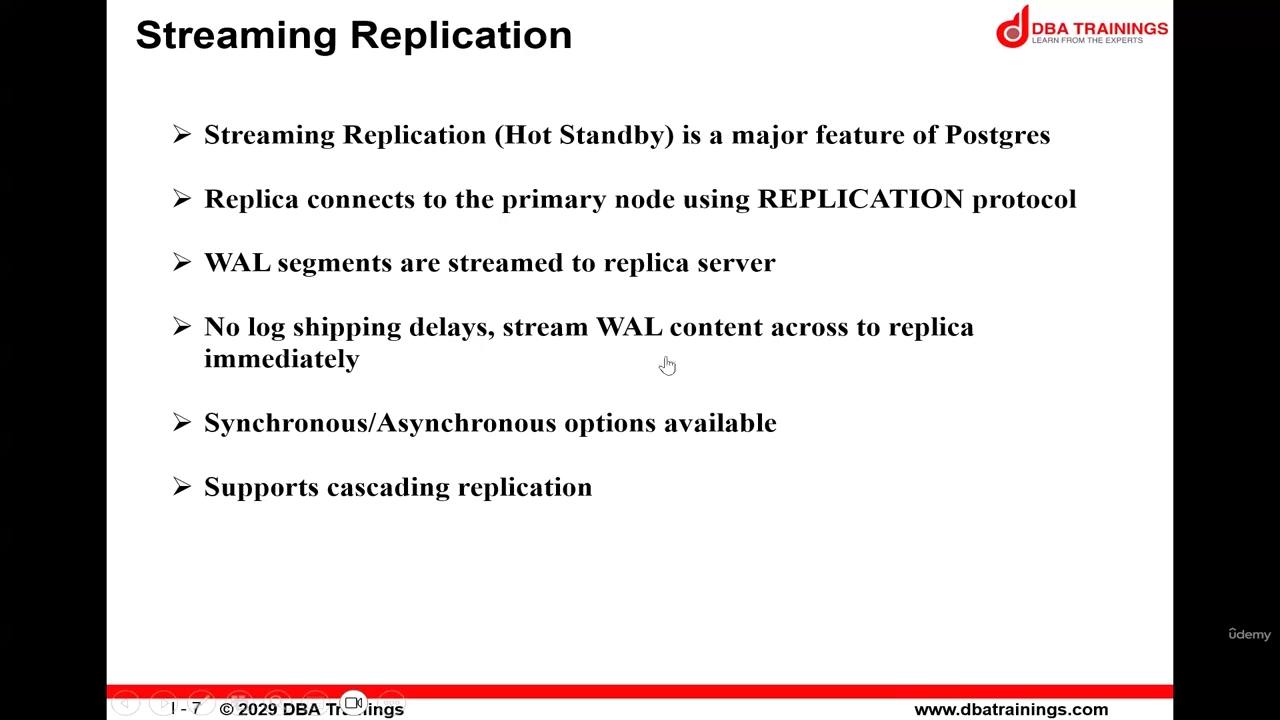 Streaming Replication
DBA TRAININGS
LEARN FROM THE EXPERTS
➢ Streaming Replication (Hot Standby) is a major feature of Postgres
➢ Replica connects to the primary node using REPLICATION protocol
➢ WAL segments are streamed to replica server
➢ No log shipping delays, stream WAL content across to replica
immediately
➢ Synchronous/Asynchronous options available
➢ Supports cascading replication
ûdemy
I - 7 © 2029 DBA Trainings
www.dbatrainings.com